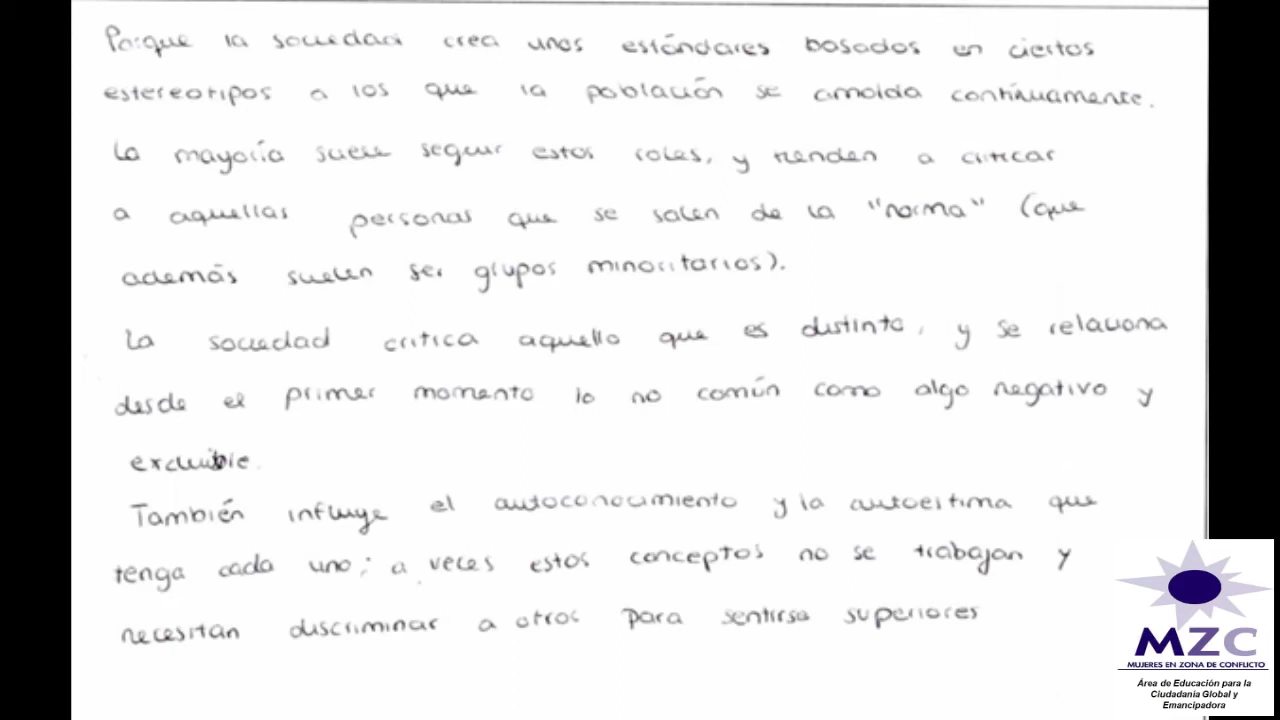 Porque la sociedad crea unos estándares basados en ciertos
estereotipos a los que la población se amolda continuamente.
La mayoría suele seguir estos roles, y tienden a criticar
a aquellas personas que se salen de la "norma" (que
además suelen ser grupos minoritarios).
La sociedad critica aquello que es distinto, y se relaciona
desde el primer momento lo no común como algo negativo y
excluible.
También influye el autoconocimiento y la autoestima que
tenga cada uno; a veces estos conceptos no se trabajan y
necesitan discriminar a otros para sentirse superiores
MZC
MUJERES EN ZONA DE CONFLICTO
Área de Educación para la
Ciudadanía Global y
Emancipadora